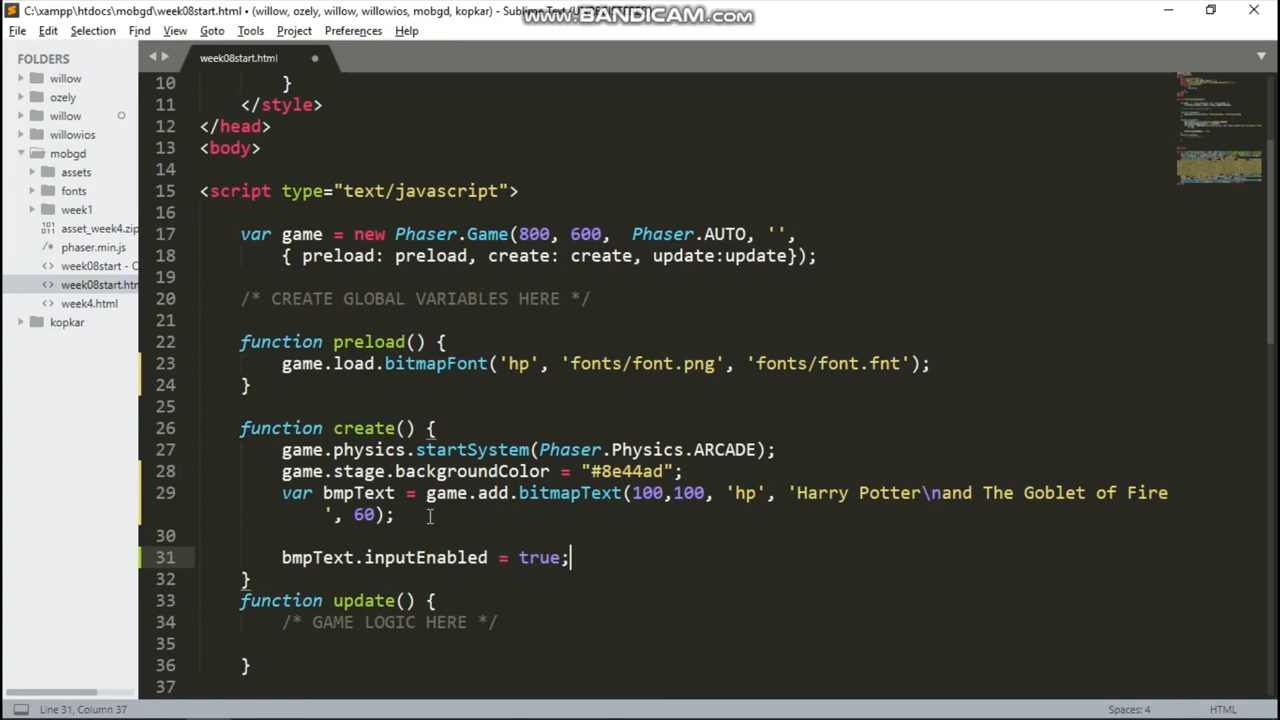 C:\xampp\htdocs\mobgd\week08start.html • (willow, ozely, willow, willowios, mobgd, kopkar) - Sublime Text
www.BANDICAM.com
File Edit Selection Find View Goto Tools Project Preferences Help
FOLDERS
willow
ozely
willow
willowios
mobgd
assets
fonts
week1
asset_week4.zip
phaser.min.js
week08start - C
week08start.htm
week4.html
kopkar
week08start.html
10 }
11 </style>
12 </head>
13 <body>
14
15 <script type="text/javascript">
16
17 var game = new Phaser.Game(800, 600,  Phaser.AUTO, '',
18 { preload: preload, create: create, update:update});
19
20 /* CREATE GLOBAL VARIABLES HERE */
21
22 function preload() {
23 game.load.bitmapFont('hp', 'fonts/font.png', 'fonts/font.fnt');
24 }
25
26 function create() {
27 game.physics.startSystem(Phaser.Physics.ARCADE);
28 game.stage.backgroundColor = "#8e44ad";
29 var bmpText = game.add.bitmapText(100,100, 'hp', 'Harry Potter\nand The Goblet of Fire
', 60);
30
31 bmpText.inputEnabled = true;
32 }
33 function update() {
34 /* GAME LOGIC HERE */
35
36 }
37
Line 31, Column 37
Spaces: 4
HTML